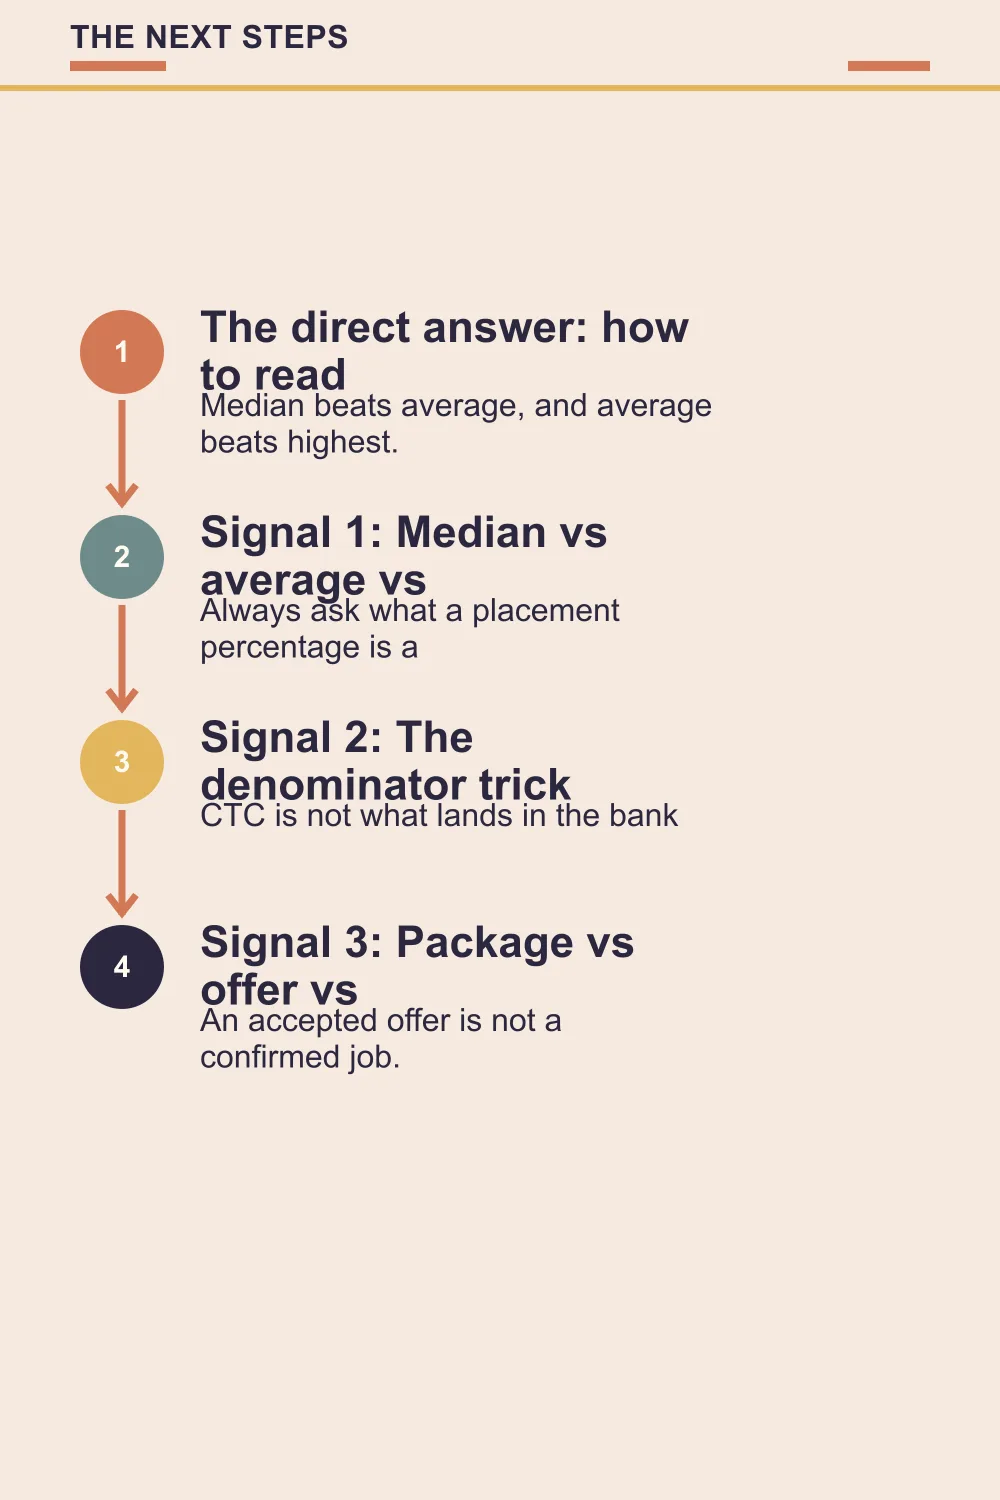 THE NEXT STEPS
1
The direct answer: how
to read
Median beats average, and average
beats highest.
2
Signal 1: Median vs
average vs
Always ask what a placement
percentage is a
3
Signal 2: The
denominator trick
CTC is not what lands in the bank
4
Signal 3: Package vs
offer vs
An accepted offer is not a
confirmed job.